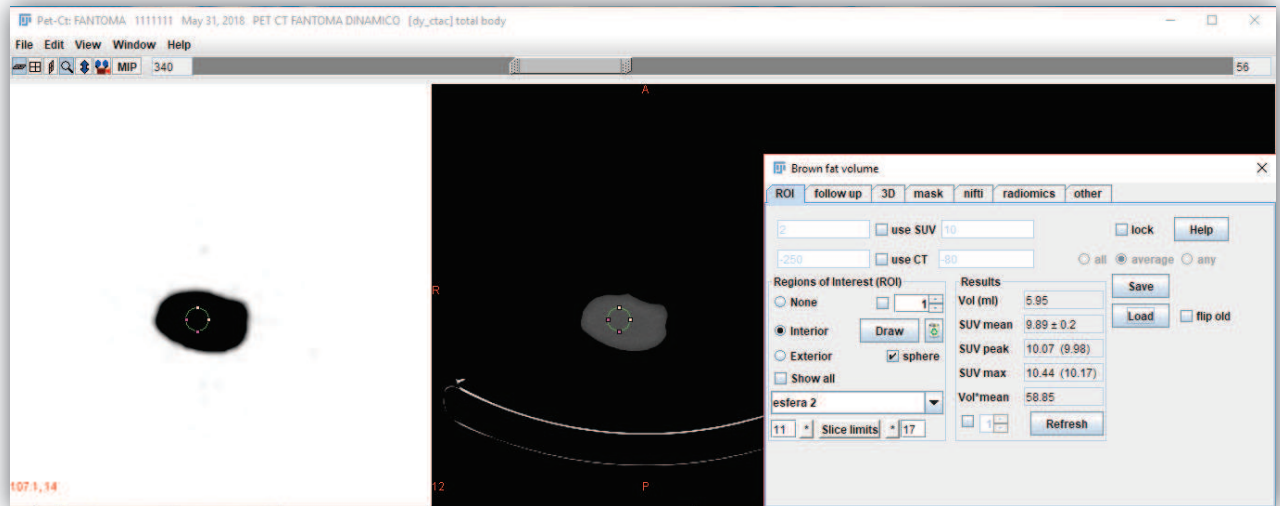 Pet-Ct: FANTOMA 1111111 May 31, 2018 PET CT FANTOMA DINAMICO [dy_ctac] total body
File Edit View Window Help
MIP 340 56
A
R
107.1, 14
12
P
Brown fat volume
ROI follow up 3D mask nifti radiomics other
2 use SUV 10 lock Help
-250 use CT -80 all average any
Regions of Interest (ROI) Results Save
None 1 Vol (ml) 5.95
Load flip old
Interior Draw SUV mean 9.89 ± 0.2
Exterior sphere SUV peak 10.07 (9.98)
Show all SUV max 10.44 (10.17)
esfera 2 Vol*mean 58.85
11 * Slice limits * 17 1 Refresh